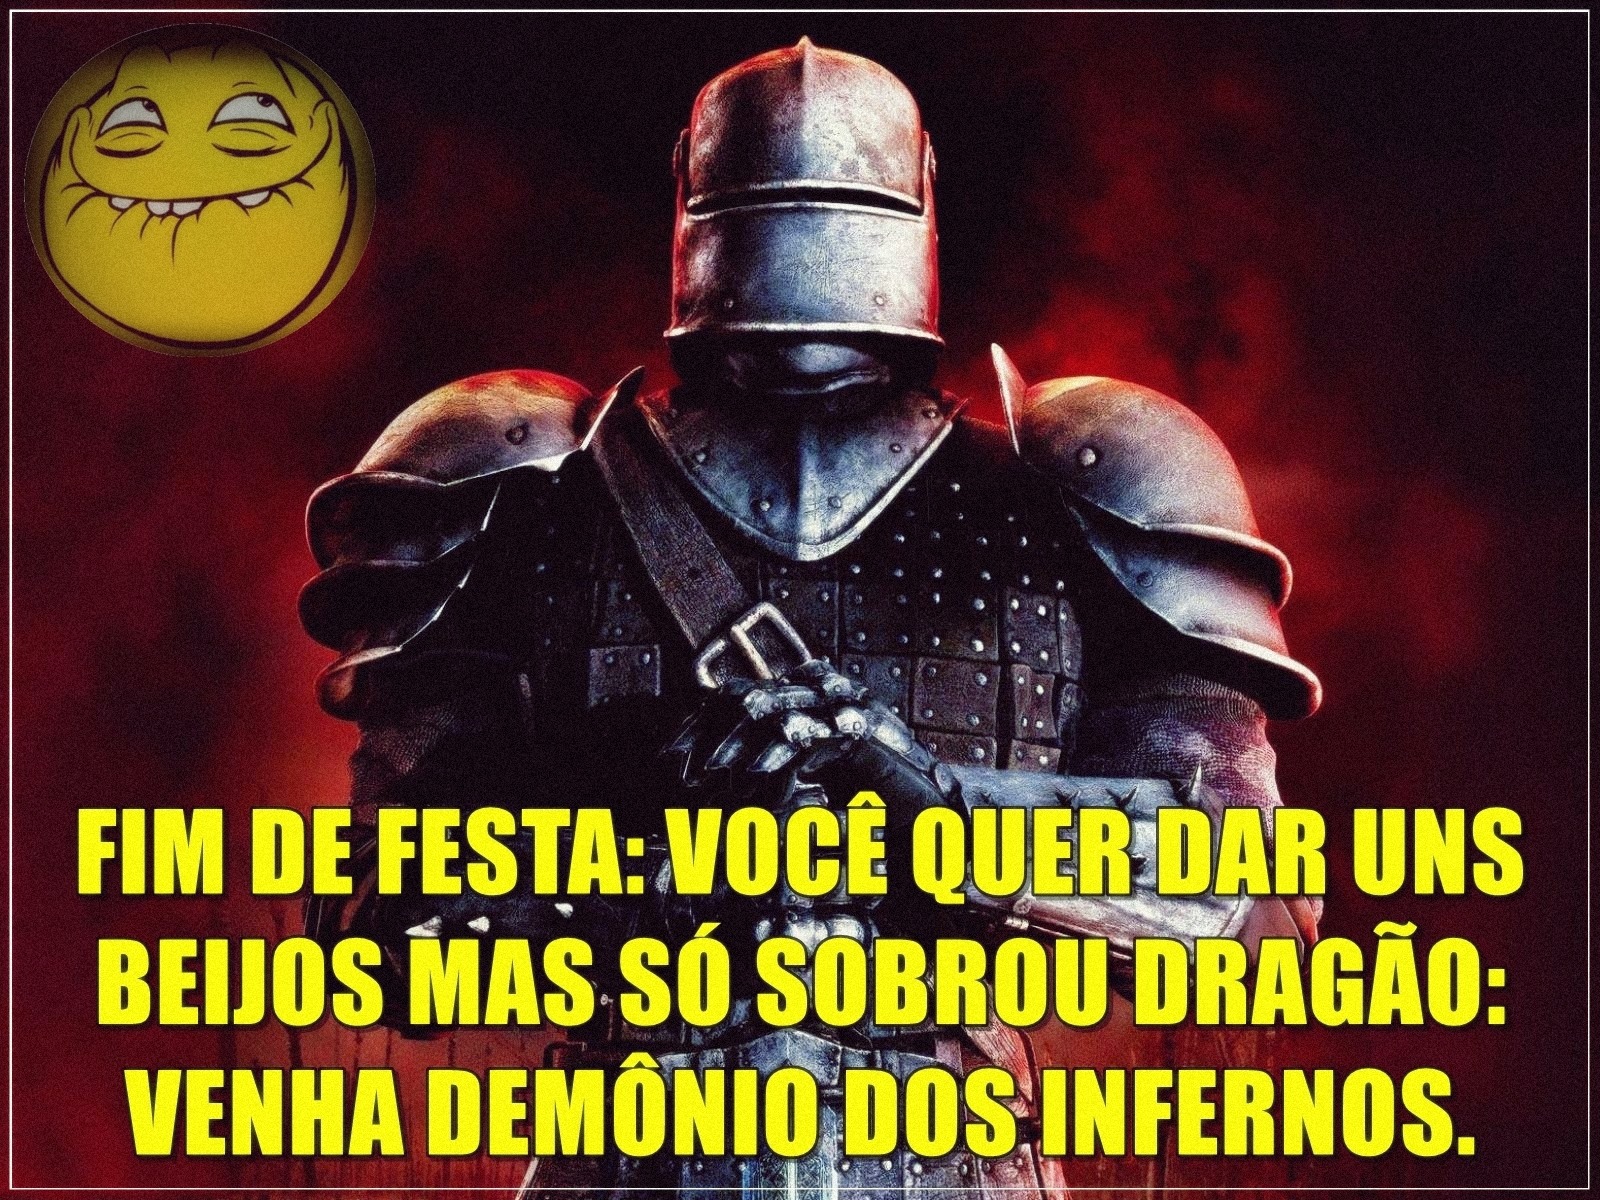 FIM DE FESTA: VOCÊ QUER DAR UNS
BEIJOS MAS SÓ SOBROU DRAGÃO:
VENHA DEMÔNIO DOS INFERNOS.